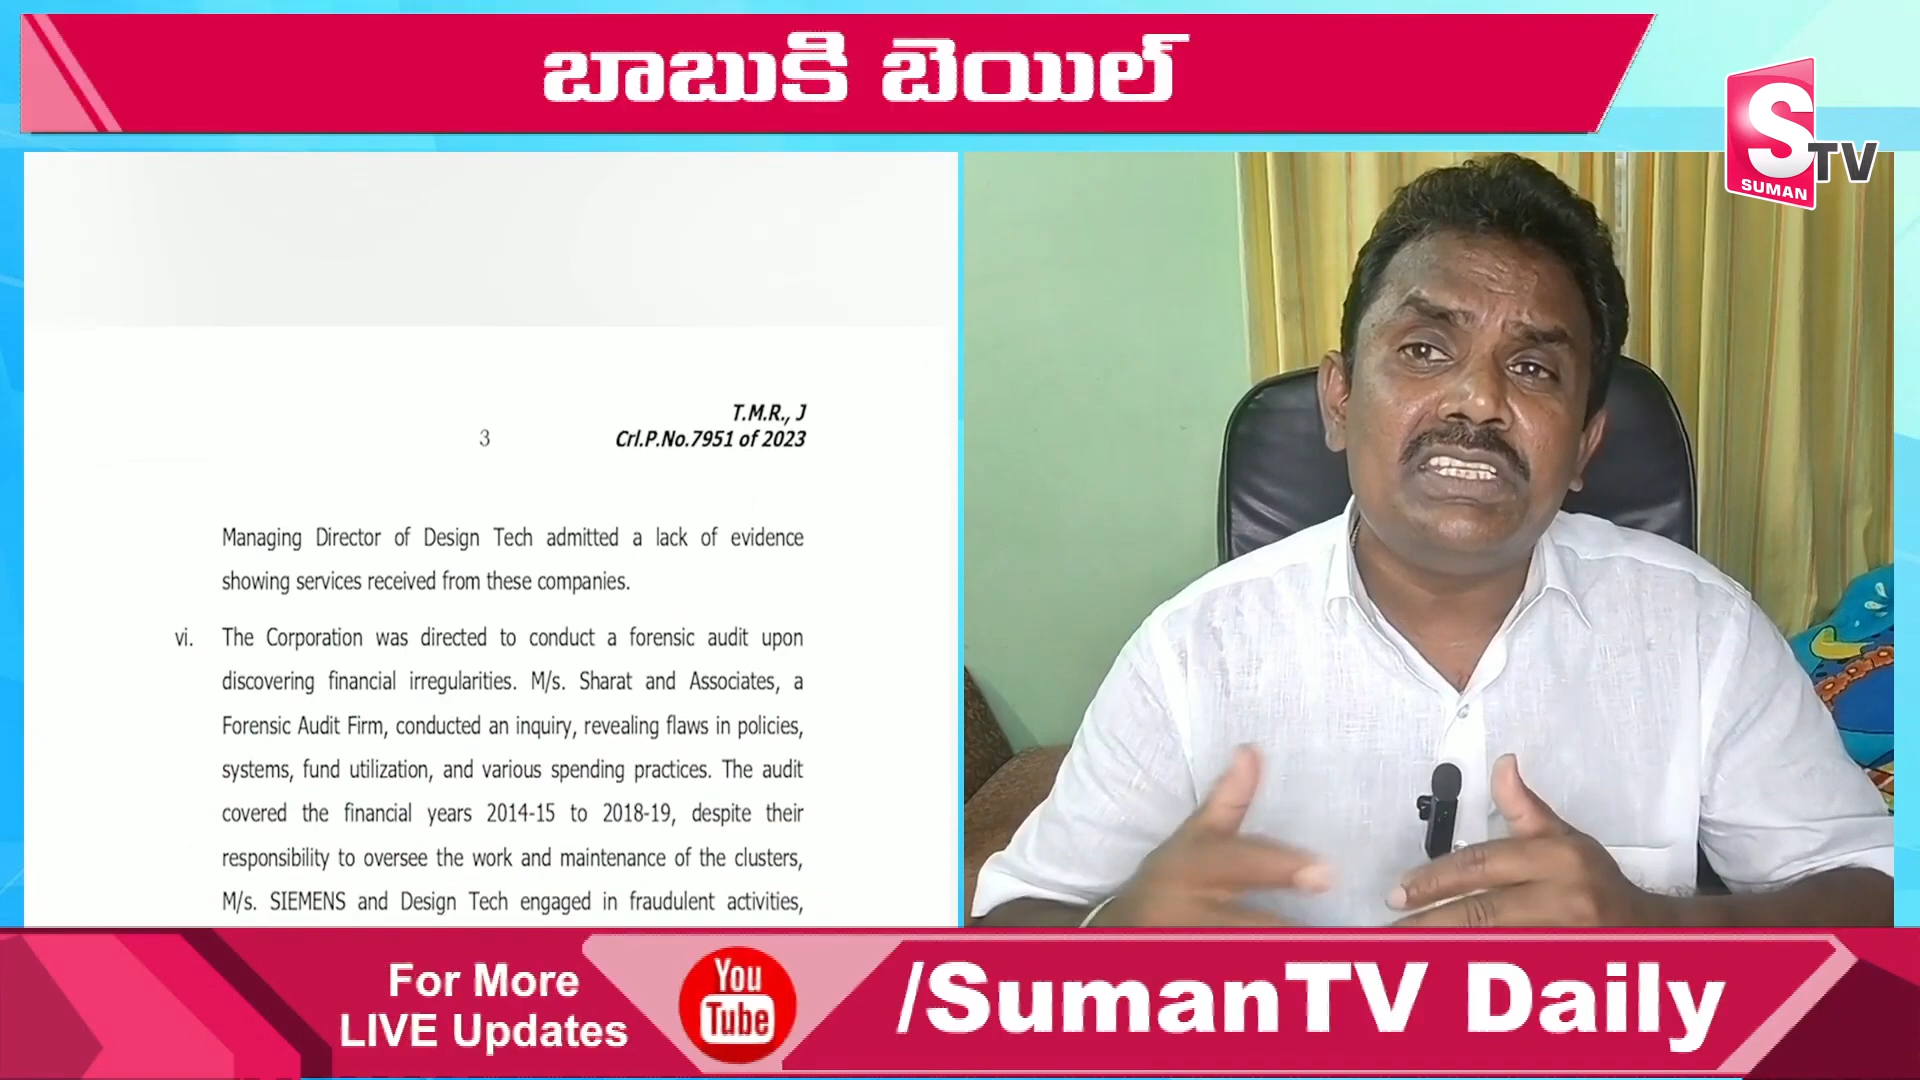 బాబుకి బెయిల్
S TV
SUMAN
T.M.R., J
3 Crl.P.No.7951 of 2023
Managing Director of Design Tech admitted a lack of evidence
showing services received from these companies.
vi. The Corporation was directed to conduct a forensic audit upon
discovering financial irregularities. M/s. Sharat and Associates, a
Forensic Audit Firm, conducted an inquiry, revealing flaws in policies,
systems, fund utilization, and various spending practices. The audit
covered the financial years 2014-15 to 2018-19, despite their
responsibility to oversee the work and maintenance of the clusters,
M/s. SIEMENS and Design Tech engaged in fraudulent activities,
For More
LIVE Updates
You
Tube
/SumanTV Daily